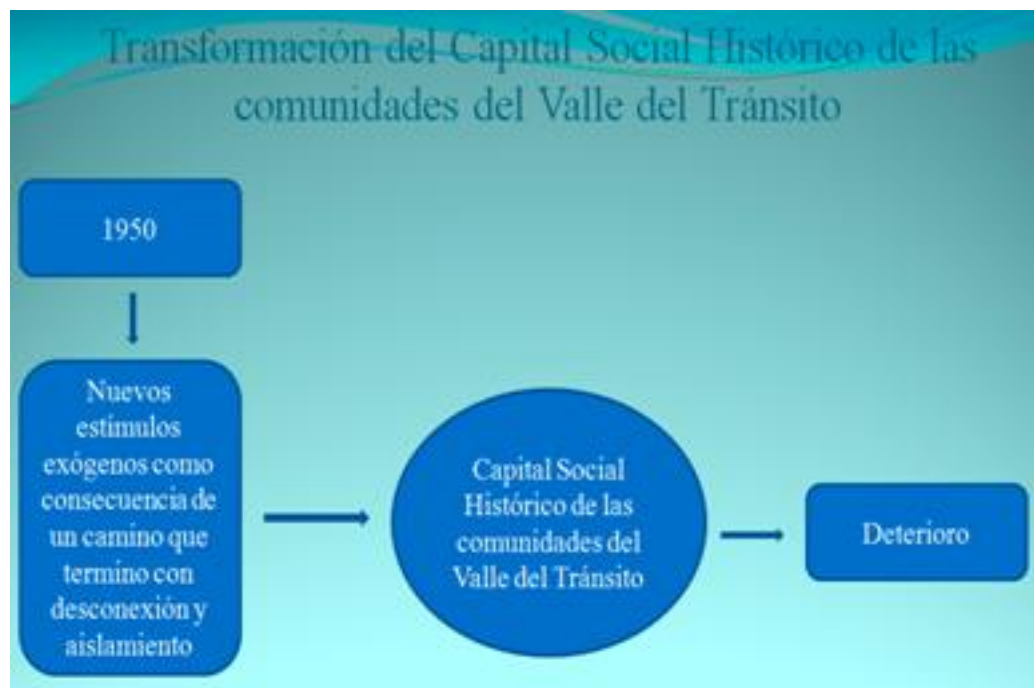 Transformación del Capital Social Histórico de las
comunidades del Valle del Tránsito
1950
Nuevos
estímulos
exógenos como
consecuencia de
un camino que
termino con
desconexión y
aislamiento
Capital Social
Histórico de las
comunidades del
Valle del Tránsito
Deterioro